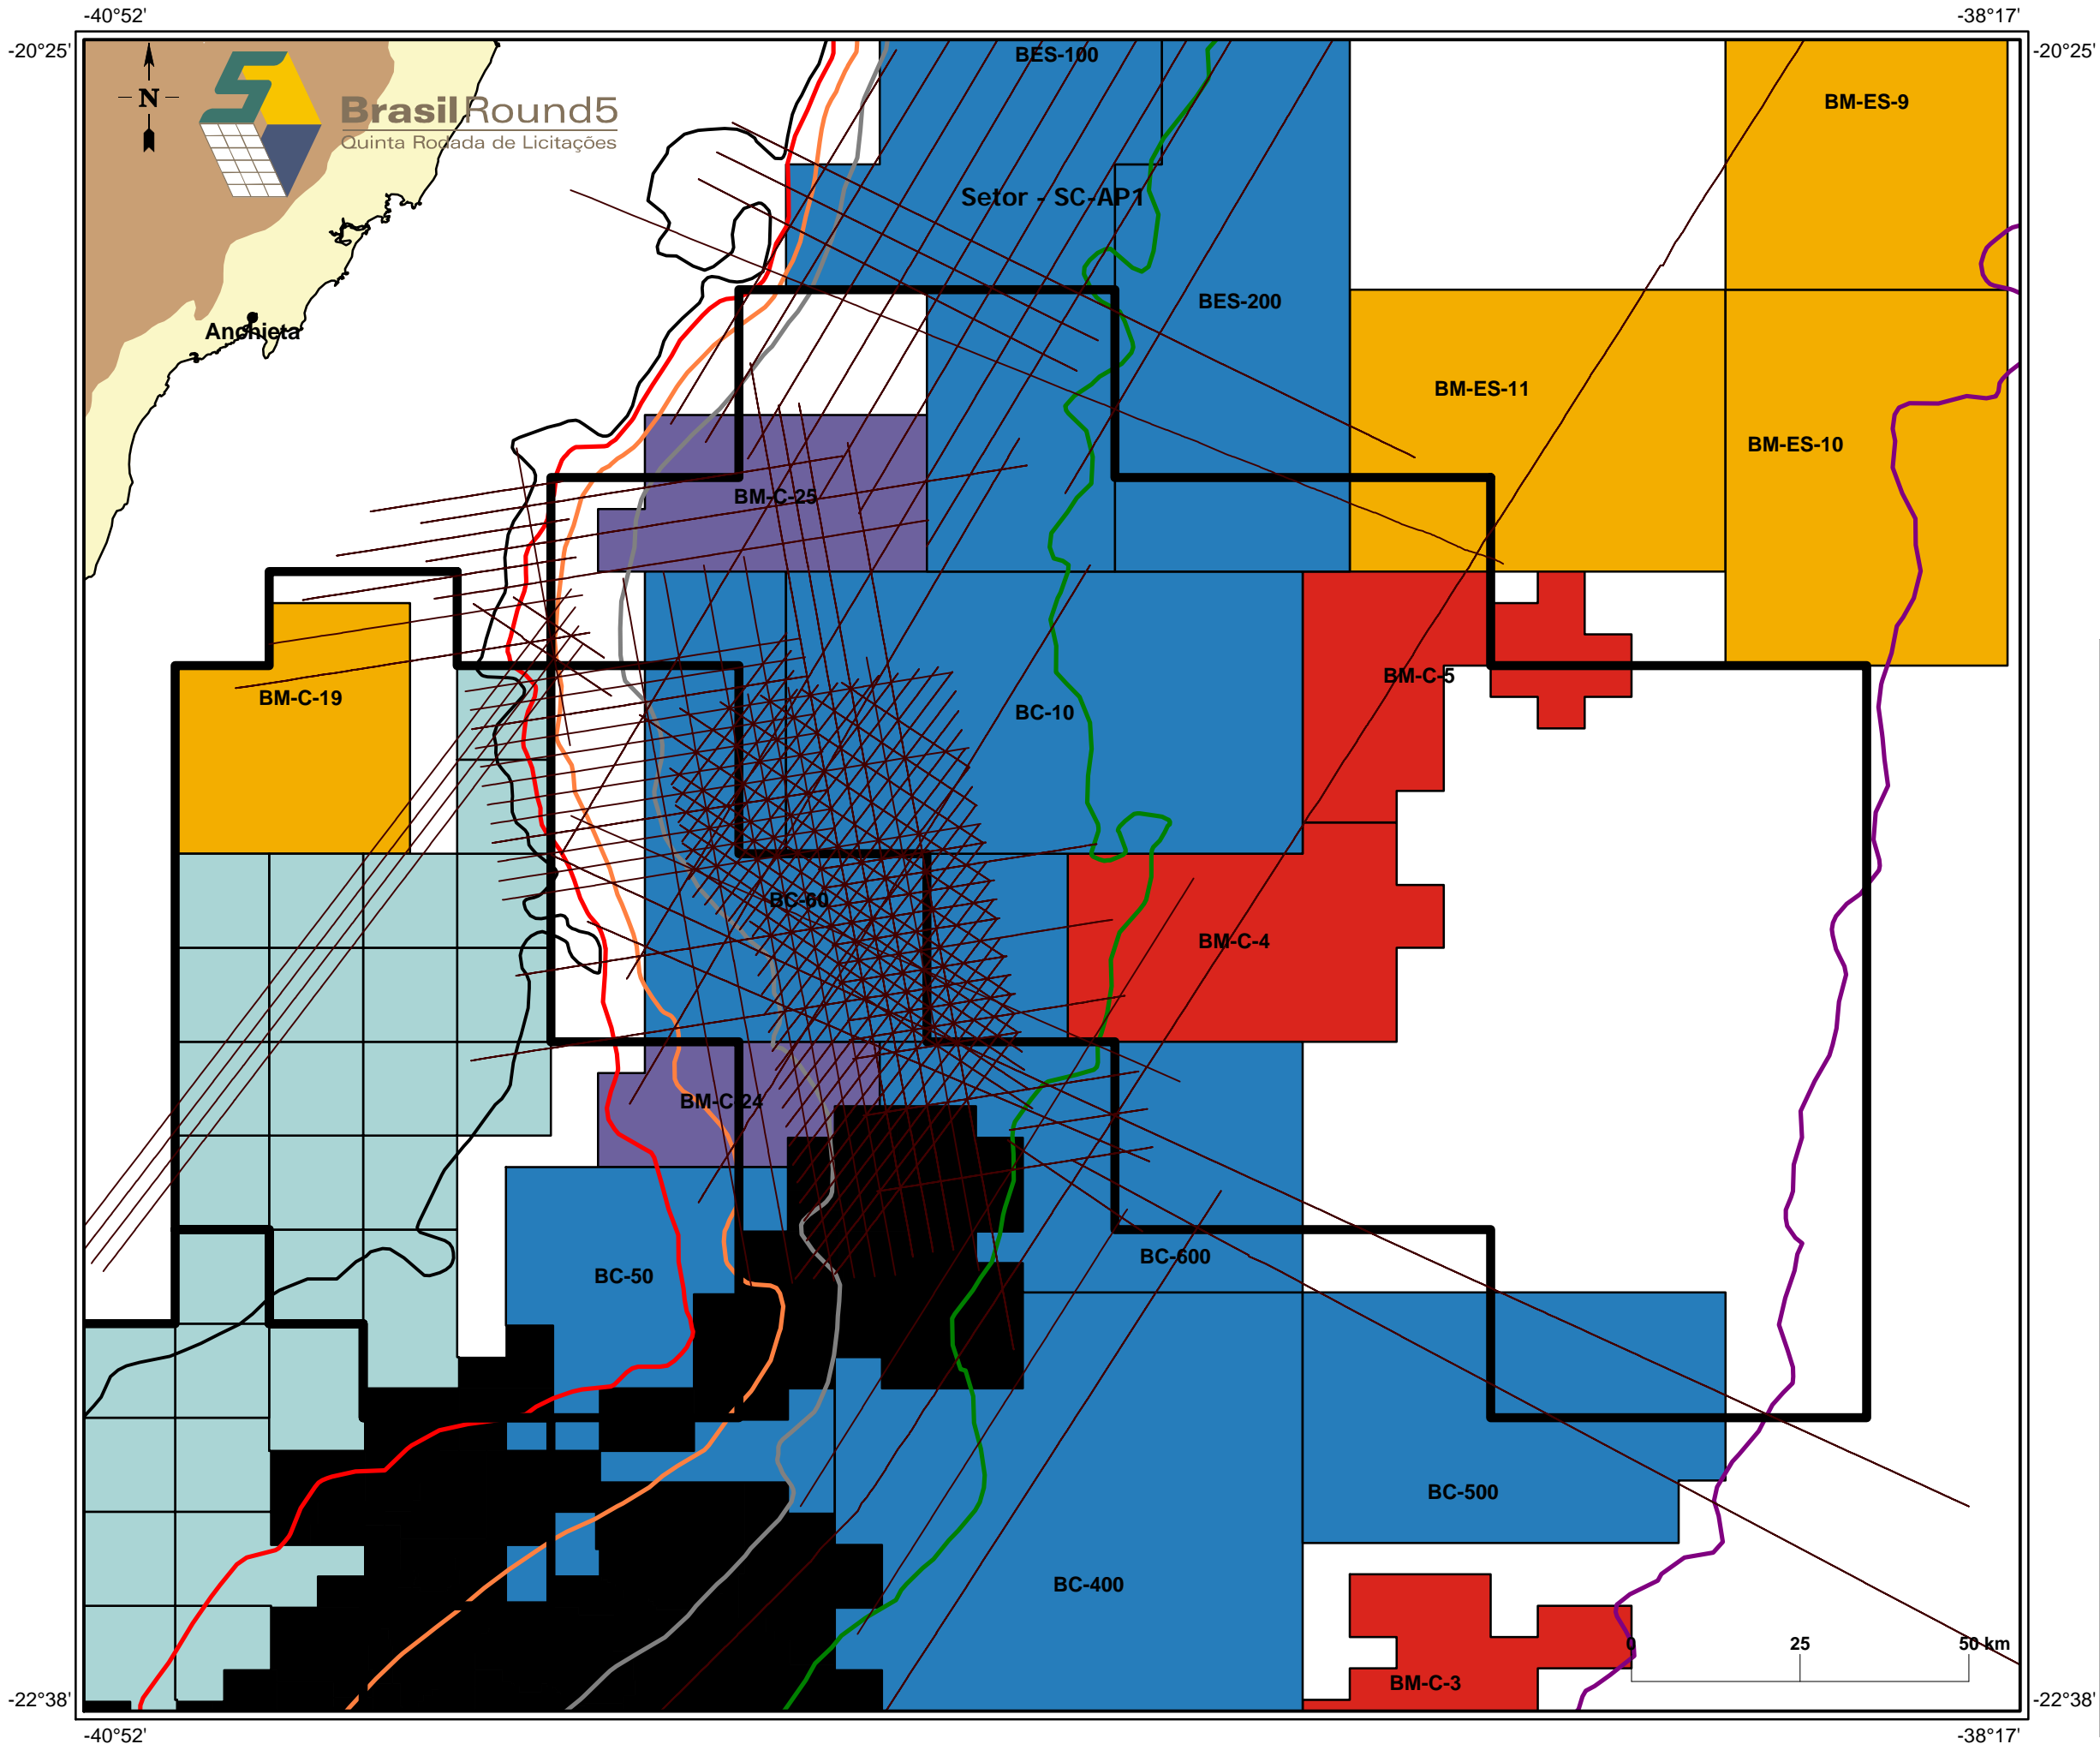 -40°52'
-38°17'
-20°25'
-20°25'
N
BrasilRound5
Quinta Rodada de Licitações
BES-100
BM-ES-9
Setor - SC-AP1
BES-200
Anchieta
BM-ES-11
BM-ES-10
BM-C-25
BM-C-5
BM-C-19
BC-10
BC-60
BM-C-4
BM-C-24
BC-600
BC-50
BC-500
BC-400
0
25
50 km
BM-C-3
-22°38'
-22°38'
-40°52'
-38°17'